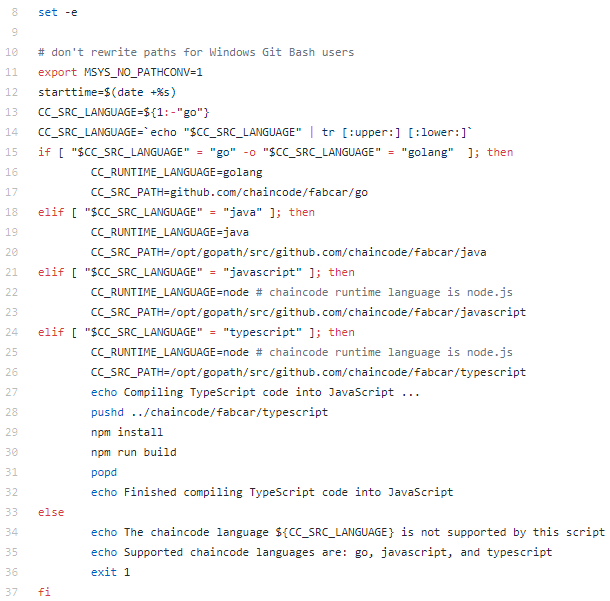 8 set -e
9
10 # don't rewrite paths for Windows Git Bash users
11 export MSYS_NO_PATHCONV=1
12 starttime=$(date +%s)
13 CC_SRC_LANGUAGE=${1:-"go"}
14 CC_SRC_LANGUAGE=`echo "$CC_SRC_LANGUAGE" | tr [:upper:] [:lower:]`
15 if [ "$CC_SRC_LANGUAGE" = "go" -o "$CC_SRC_LANGUAGE" = "golang"  ]; then
16         CC_RUNTIME_LANGUAGE=golang
17         CC_SRC_PATH=github.com/chaincode/fabcar/go
18 elif [ "$CC_SRC_LANGUAGE" = "java" ]; then
19         CC_RUNTIME_LANGUAGE=java
20         CC_SRC_PATH=/opt/gopath/src/github.com/chaincode/fabcar/java
21 elif [ "$CC_SRC_LANGUAGE" = "javascript" ]; then
22         CC_RUNTIME_LANGUAGE=node # chaincode runtime language is node.js
23         CC_SRC_PATH=/opt/gopath/src/github.com/chaincode/fabcar/javascript
24 elif [ "$CC_SRC_LANGUAGE" = "typescript" ]; then
25         CC_RUNTIME_LANGUAGE=node # chaincode runtime language is node.js
26         CC_SRC_PATH=/opt/gopath/src/github.com/chaincode/fabcar/typescript
27         echo Compiling TypeScript code into JavaScript ...
28         pushd ../chaincode/fabcar/typescript
29         npm install
30         npm run build
31         popd
32         echo Finished compiling TypeScript code into JavaScript
33 else
34         echo The chaincode language ${CC_SRC_LANGUAGE} is not supported by this script
35         echo Supported chaincode languages are: go, javascript, and typescript
36         exit 1
37 fi